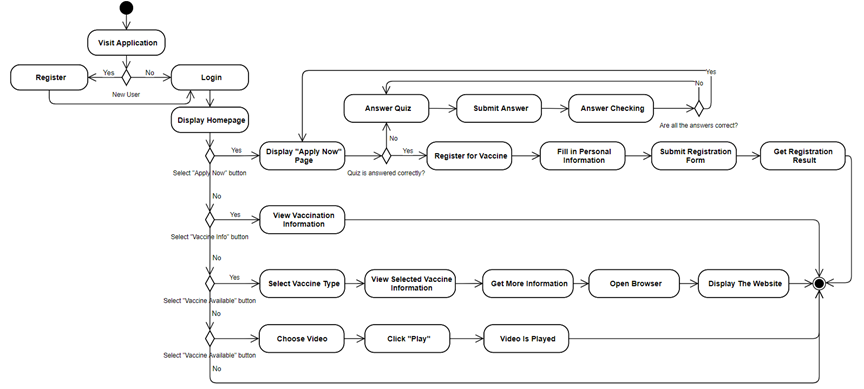 Visit Application
Register
Yes
No
Login
New User
Display Homepage
Yes
No
Answer Quiz
Submit Answer
Answer Checking
Are all the answers correct?
No
Yes
Display "Apply Now"
Page
Yes
Register for Vaccine
Fill in Personal
Information
Submit Registration
Form
Get Registration
Result
Select "Apply Now" button
Quiz is answered correctly?
No
Yes
View Vaccination
Information
Select "Vaccine Info" button
No
Yes
Select Vaccine Type
View Selected Vaccine
Information
Get More Information
Open Browser
Display The Website
Select "Vaccine Available" button
No
Yes
Choose Video
Click "Play"
Video Is Played
Select "Vaccine Available" button
No